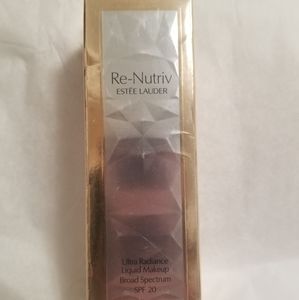 Re-Nutriv
ESTĒE LAUDER
Ultra Radiance
Liquid Makeup
Broad Spectrum
SPF 20